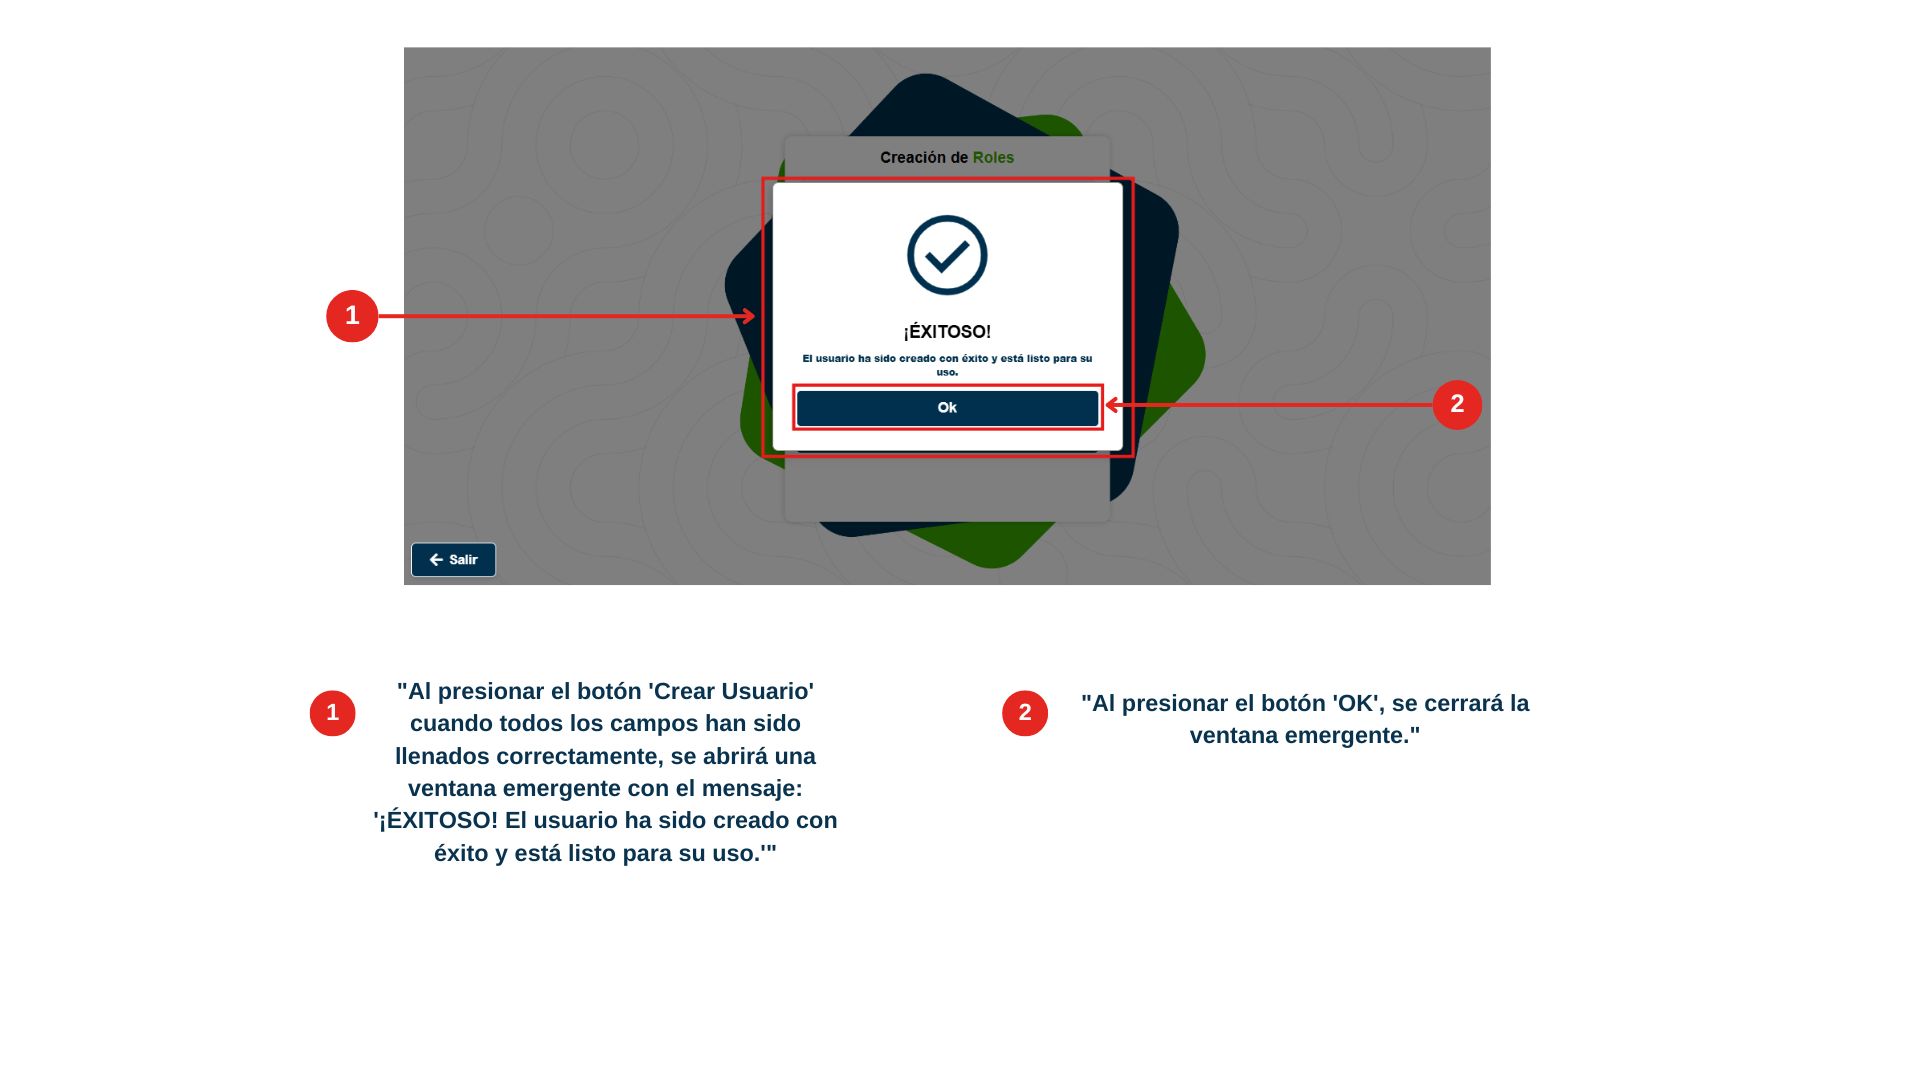 Creación de Roles
1
¡ÉXITOSO!
El usuario ha sido creado con éxito y está listo para su
uso.
Ok
2
Salir
1
"Al presionar el botón 'Crear Usuario'
cuando todos los campos han sido
llenados correctamente, se abrirá una
ventana emergente con el mensaje:
'¡ÉXITOSO! El usuario ha sido creado con
éxito y está listo para su uso.'"
2
"Al presionar el botón 'OK', se cerrará la
ventana emergente."